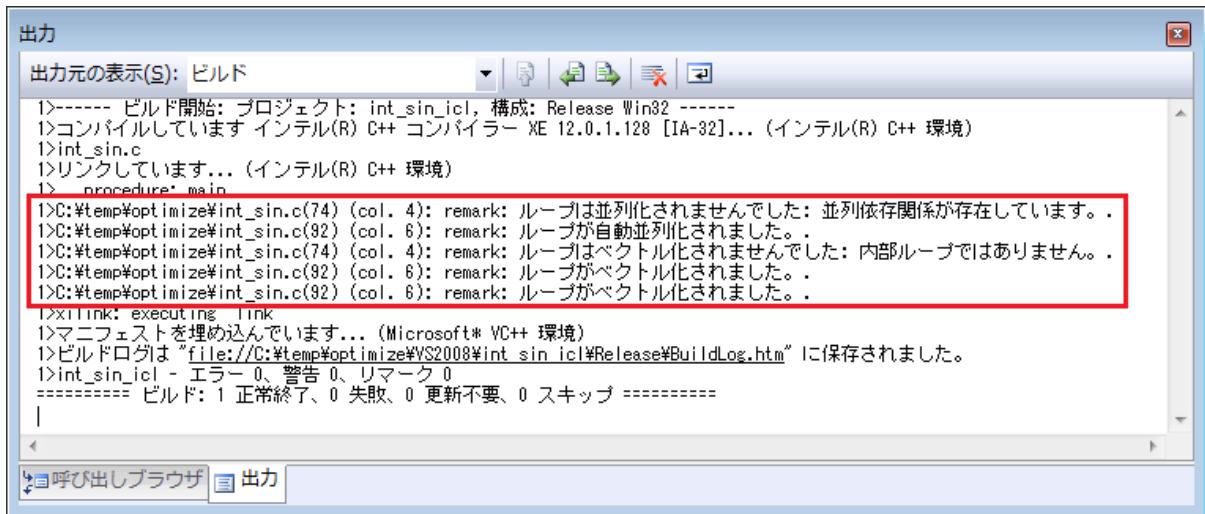 出力
出力元の表示(S): ビルド
1>------ ビルド開始: プロジェクト: int_sin_icl, 構成: Release Win32 ------
1>コンパイルしています インテル(R) C++ コンパイラー XE 12.0.1.128 [IA-32]... (インテル(R) C++ 環境)
1>int_sin.c
1>リンクしています... (インテル(R) C++ 環境)
1> procedure: main
1>C:¥temp¥optimize¥int_sin.c(74) (col. 4): remark: ループは並列化されませんでした: 並列依存関係が存在しています。.
1>C:¥temp¥optimize¥int_sin.c(92) (col. 6): remark: ループが自動並列化されました。.
1>C:¥temp¥optimize¥int_sin.c(74) (col. 4): remark: ループはベクトル化されませんでした: 内部ループではありません。.
1>C:¥temp¥optimize¥int_sin.c(92) (col. 6): remark: ループがベクトル化されました。.
1>C:¥temp¥optimize¥int_sin.c(92) (col. 6): remark: ループがベクトル化されました。.
1>xilink: executing 'link'
1>マニフェストを埋め込んでいます... (Microsoft* VC++ 環境)
1>ビルドログは "file://C:¥temp¥optimize¥VS2008¥int_sin_icl¥Release¥BuildLog.htm" に保存されました。
1>int_sin_icl - エラー 0、警告 0、リマーク 0
========== ビルド: 1 正常終了、0 失敗、0 更新不要、0 スキップ ==========
呼び出しブラウザ 出力